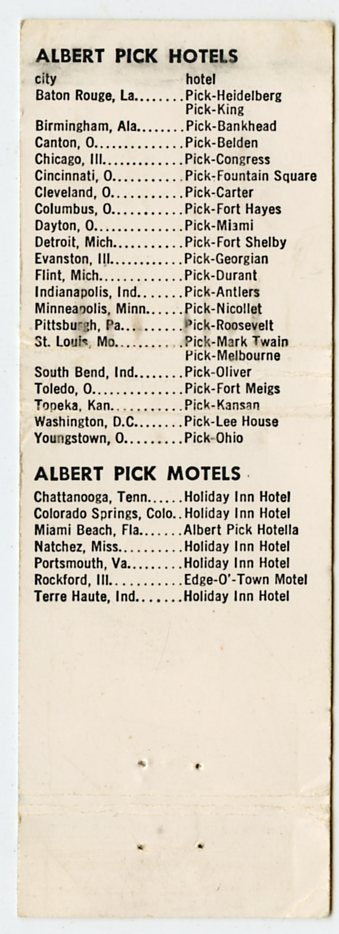 ALBERT PICK HOTELS
city hotel
Baton Rouge, La........Pick-Heidelberg
Pick-King
Birmingham, Ala........Pick-Bankhead
Canton, O..............Pick-Belden
Chicago, Ill...........Pick-Congress
Cincinnati, O..........Pick-Fountain Square
Cleveland, O...........Pick-Carter
Columbus, O............Pick-Fort Hayes
Dayton, O..............Pick-Miami
Detroit, Mich..........Pick-Fort Shelby
Evanston, Ill..........Pick-Georgian
Flint, Mich............Pick-Durant
Indianapolis, Ind......Pick-Antlers
Minneapolis, Minn......Pick-Nicollet
Pittsburgh, Pa.........Pick-Roosevelt
St. Louis, Mo..........Pick-Mark Twain
Pick-Melbourne
South Bend, Ind........Pick-Oliver
Toledo, O..............Pick-Fort Meigs
Topeka, Kan............Pick-Kansan
Washington, D.C........Pick-Lee House
Youngstown, O..........Pick-Ohio
ALBERT PICK MOTELS
Chattanooga, Tenn......Holiday Inn Hotel
Colorado Springs, Colo..Holiday Inn Hotel
Miami Beach, Fla.......Albert Pick Hotella
Natchez, Miss..........Holiday Inn Hotel
Portsmouth, Va.........Holiday Inn Hotel
Rockford, Ill..........Edge-O'-Town Motel
Terre Haute, Ind.......Holiday Inn Hotel